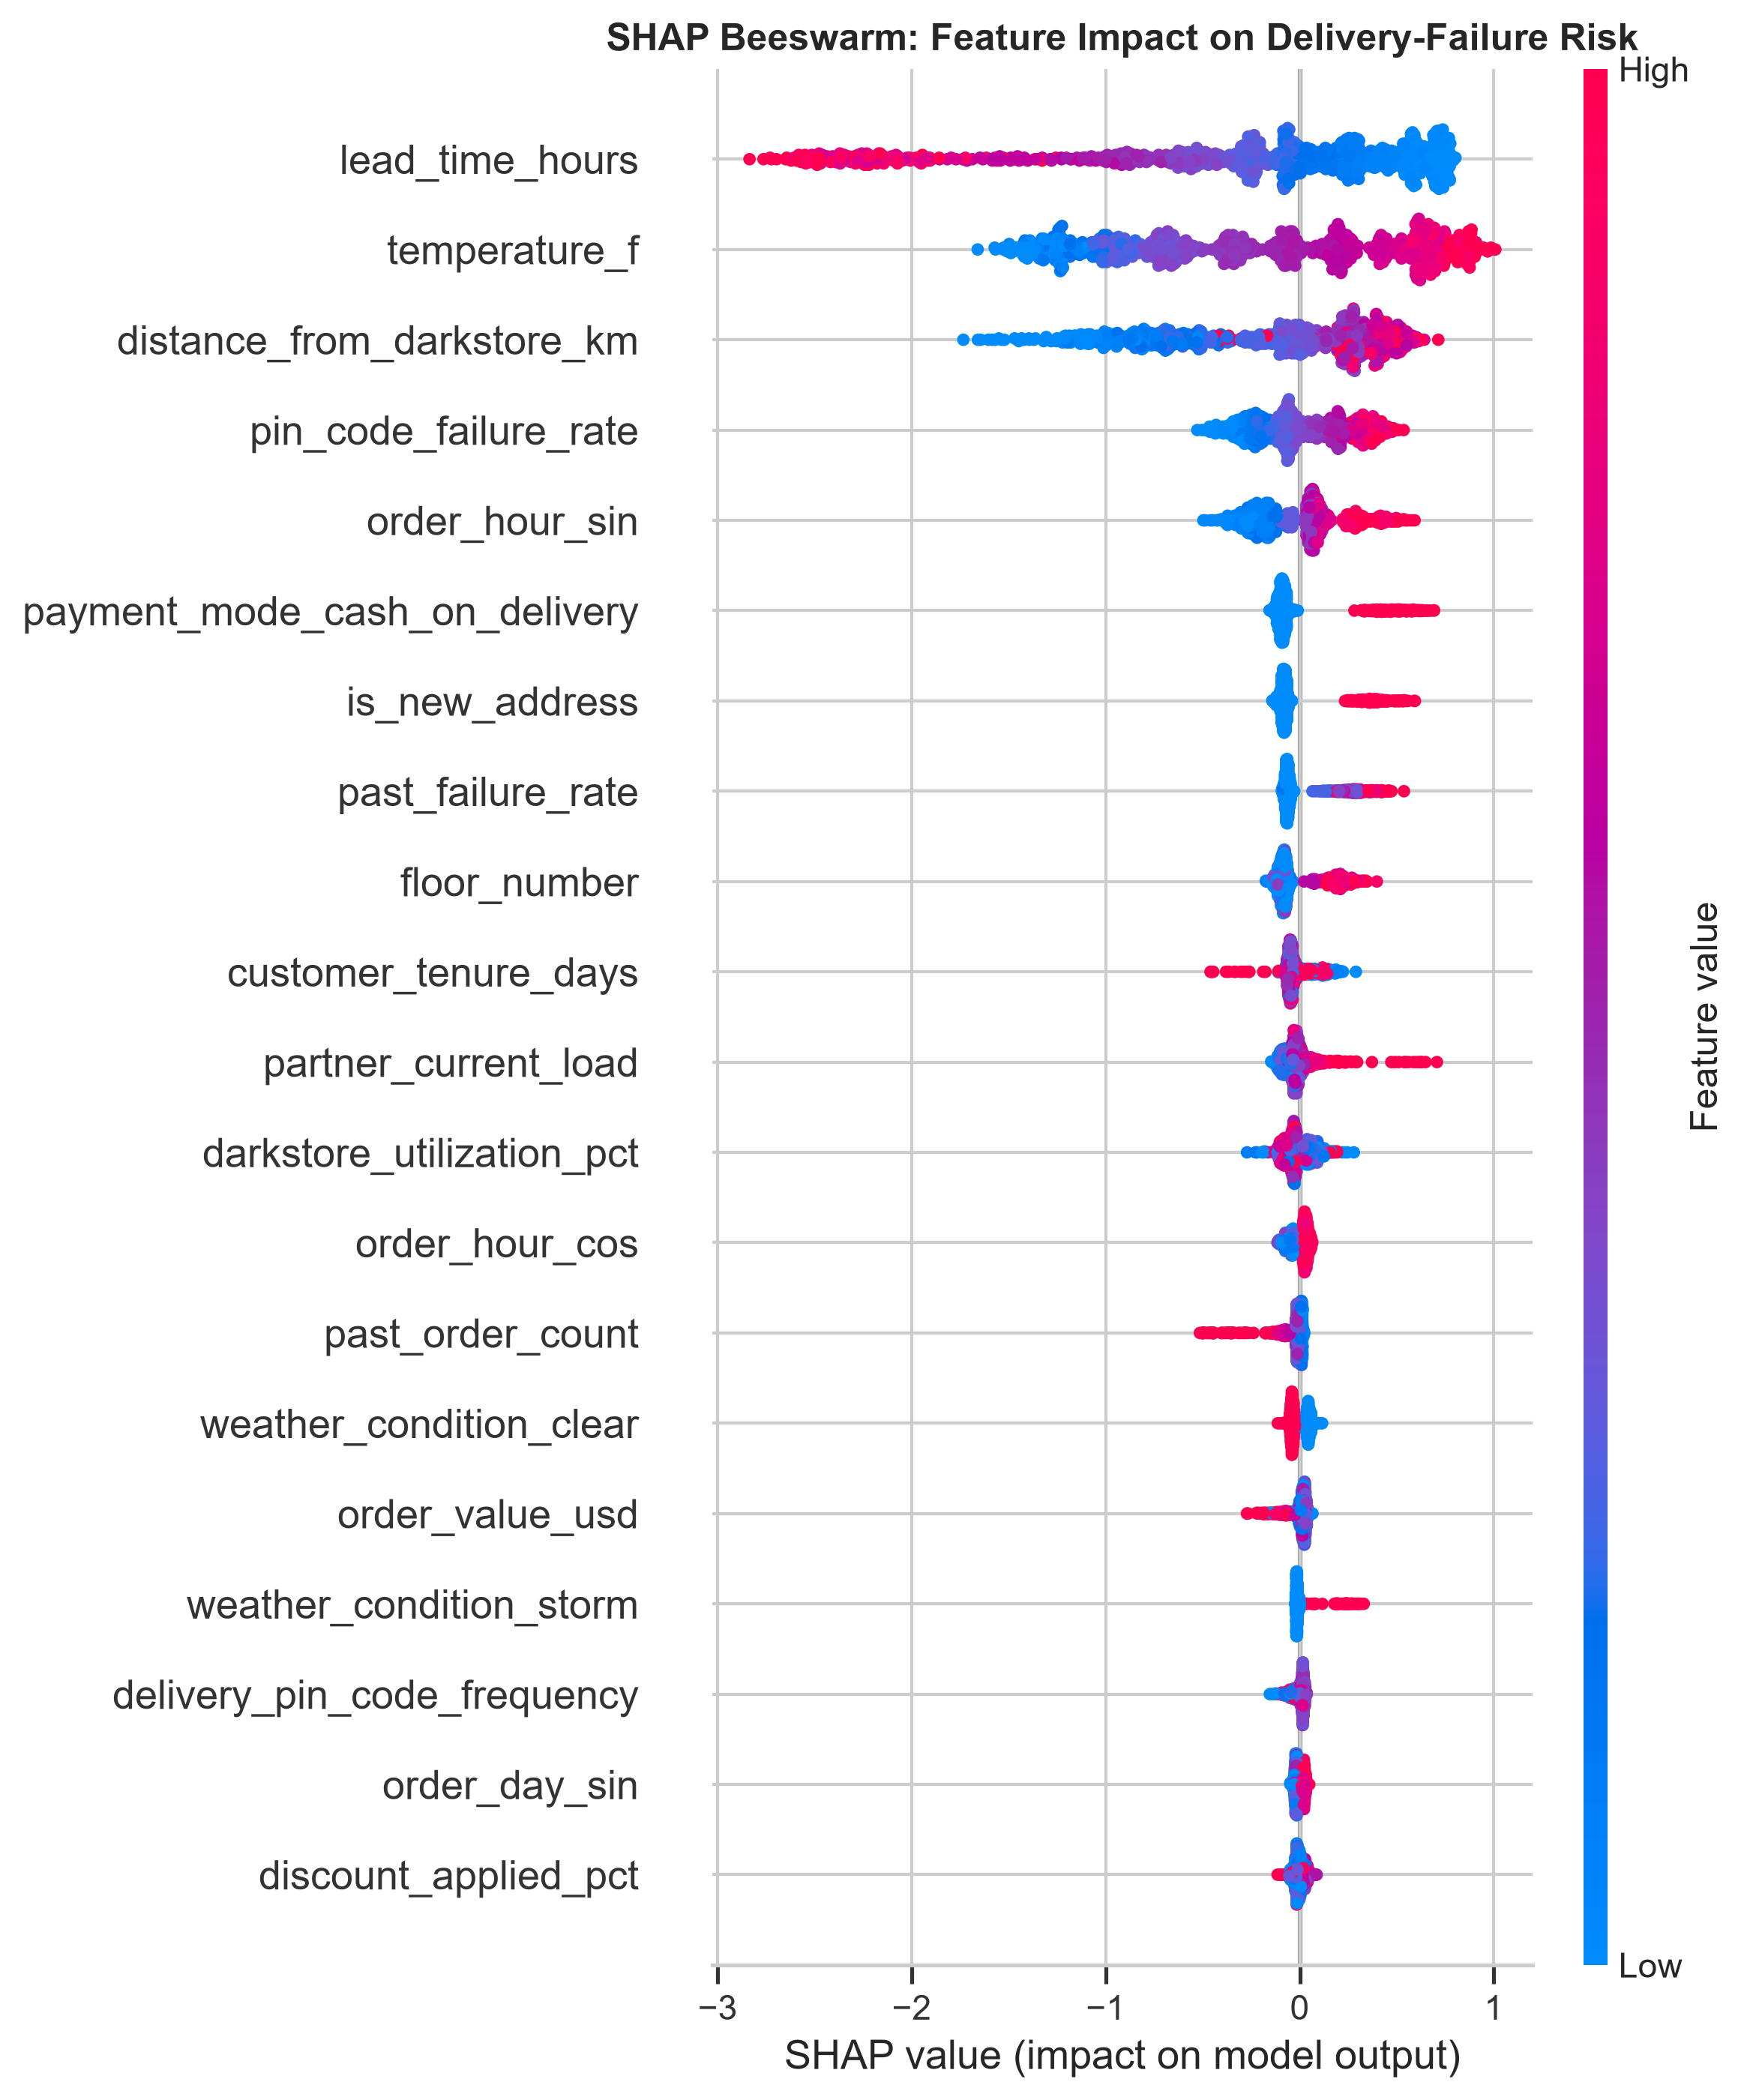 SHAP Beeswarm: Feature Impact on Delivery-Failure Risk
High
lead_time_hours
temperature_f
distance_from_darkstore_km
pin_code_failure_rate
order_hour_sin
payment_mode_cash_on_delivery
is_new_address
past_failure_rate
floor_number
customer_tenure_days
partner_current_load
darkstore_utilization_pct
order_hour_cos
past_order_count
weather_condition_clear
order_value_usd
weather_condition_storm
delivery_pin_code_frequency
order_day_sin
discount_applied_pct
Feature value
Low
−3 −2 −1 0 1
SHAP value (impact on model output)